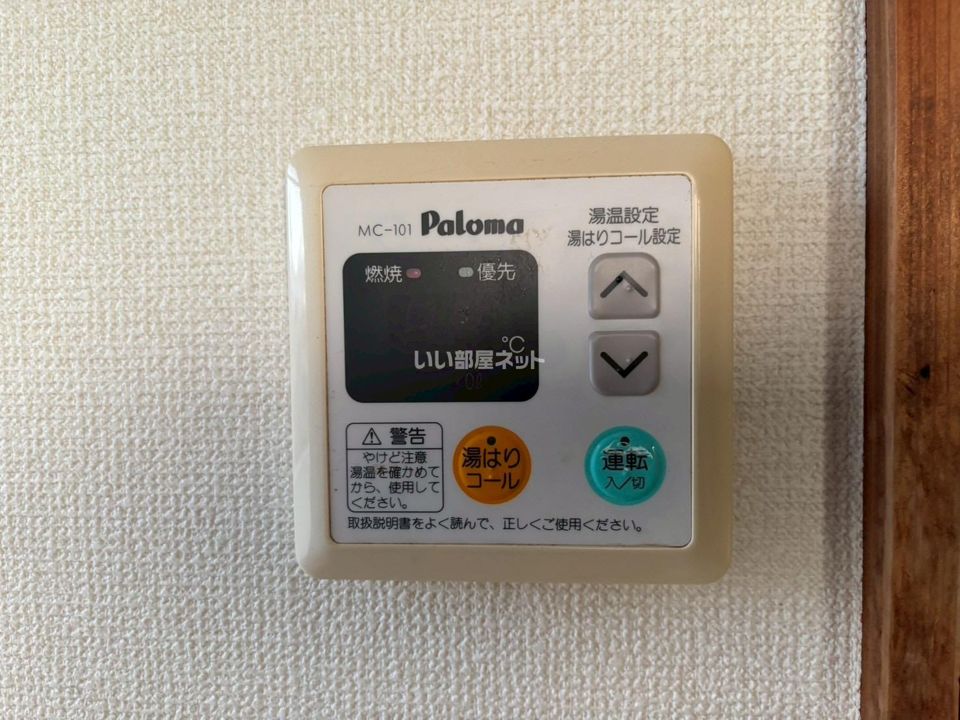 MC-101 Paloma
湯温設定
湯はりコール設定
燃焼 優先
℃
いい部屋ネット
⚠ 警告
やけど注意
湯温を確かめて
から、使用して
ください。
湯はり
コール
運転
入/切
取扱説明書をよく読んで、正しくご使用ください。